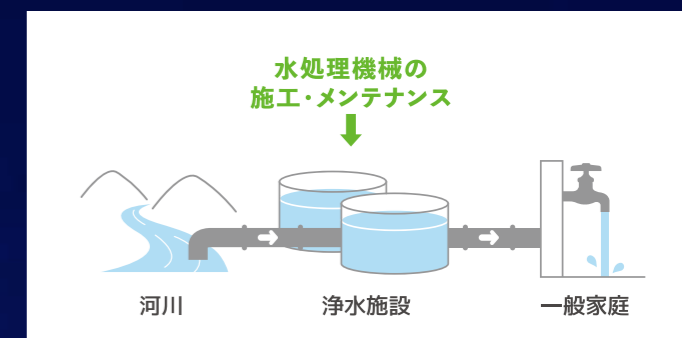 水処理機械の
施工・メンテナンス
河川
浄水施設
一般家庭